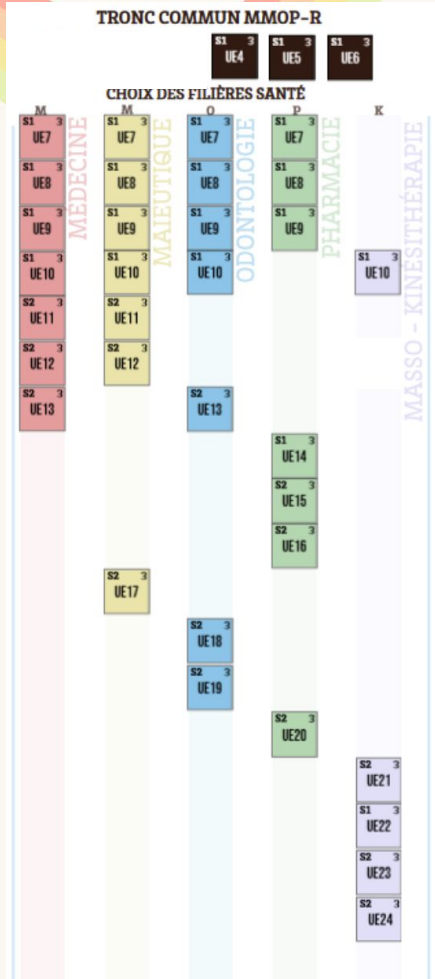 TRONC COMMUN MMOP-R
S1 3 S1 3 S1 3
UE4 UE5 UE6
CHOIX DES FILIÈRES SANTÉ
M M O P K
MÉDECINE
MAÏEUTIQUE
ODONTOLOGIE
PHARMACIE
MASSO - KINÉSITHÉRAPIE
S1 3 S1 3 S1 3 S1 3
UE7 UE7 UE7 UE7
S1 3 S1 3 S1 3 S1 3
UE8 UE8 UE8 UE8
S1 3 S1 3 S1 3 S1 3
UE9 UE9 UE9 UE9
S1 3 S1 3 S1 3 S1 3
UE10 UE10 UE10 UE10
S2 3 S2 3
UE11 UE11
S2 3 S2 3
UE12 UE12
S2 3 S2 3
UE13 UE13
S1 3
UE14
S2 3
UE15
S2 3
UE16
S2 3
UE17
S2 3
UE18
S2 3
UE19
S2 3
UE20
S2 3
UE21
S1 3
UE22
S2 3
UE23
S2 3
UE24